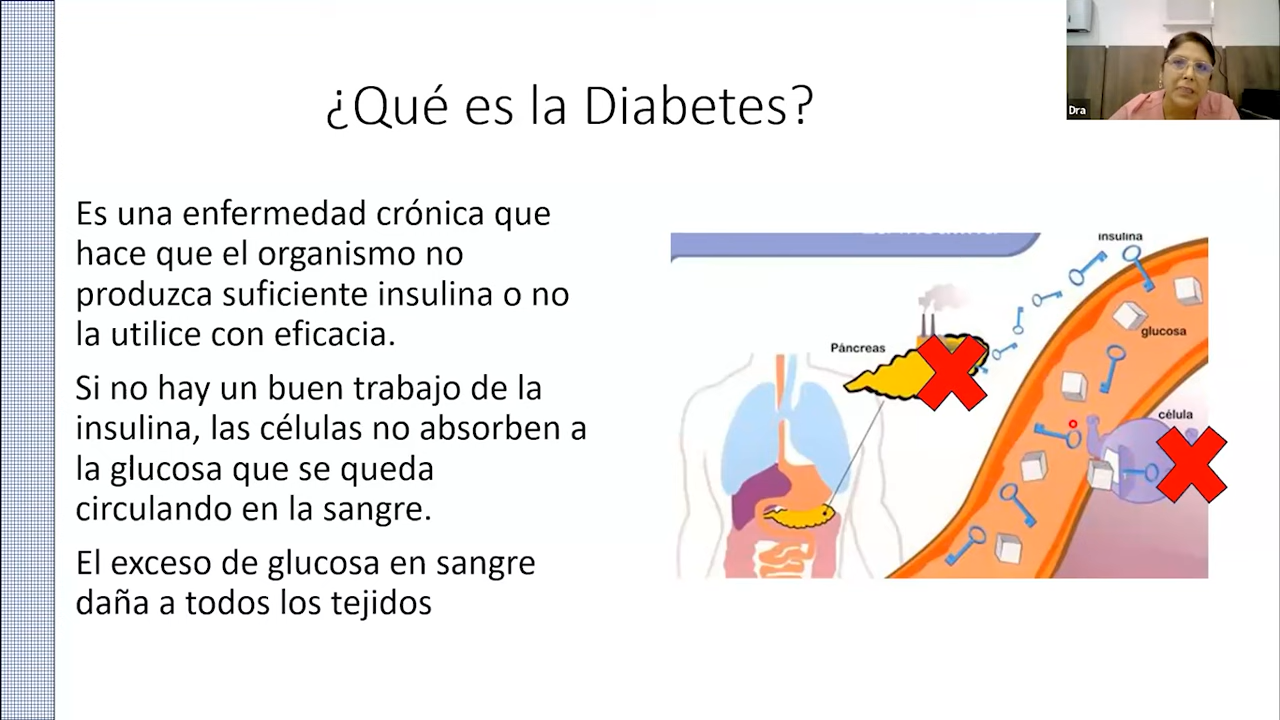 ¿Qué es la Diabetes?
Dra
Es una enfermedad crónica que
hace que el organismo no
produzca suficiente insulina o no
la utilice con eficacia.
Si no hay un buen trabajo de la
insulina, las células no absorben a
la glucosa que se queda
circulando en la sangre.
El exceso de glucosa en sangre
daña a todos los tejidos
insulina
glucosa
Páncreas
célula